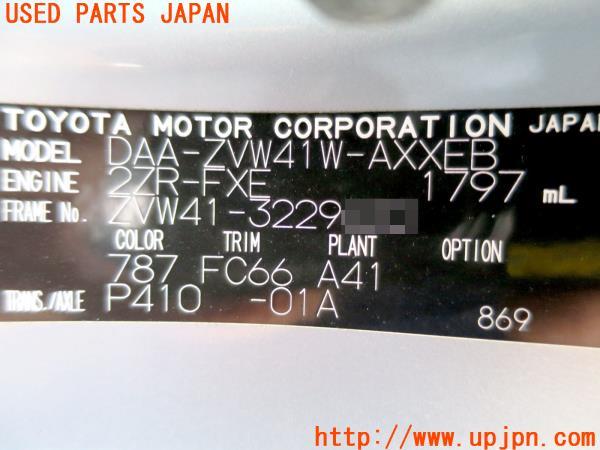 USED PARTS JAPAN
TOYOTA MOTOR CORPORATION JAPAN
MODEL DAA-ZVW41W-AXXEB
ENGINE 2ZR-FXE 1797 mL
FRAME No. ZVW41-3229
COLOR TRIM PLANT OPTION
787 FC66 A41
TRANS./AXLE P410 -01A
869
http://www.upjpn.com/